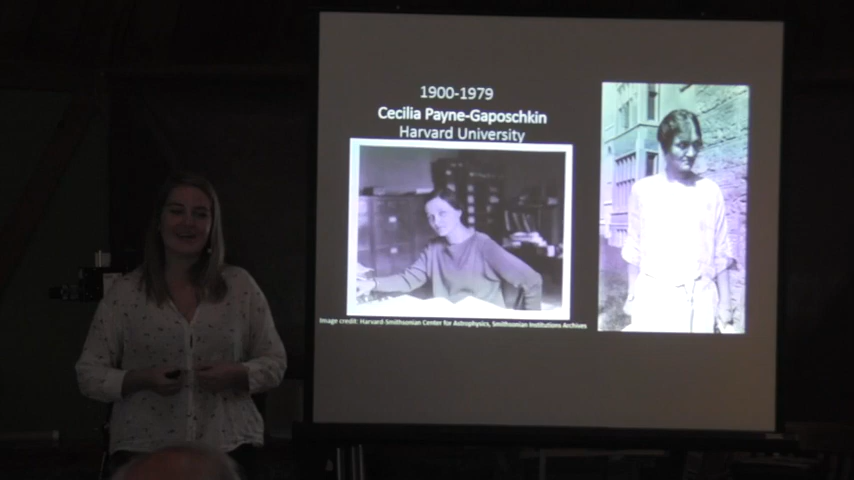 1900-1979
Cecilia Payne-Gaposchkin
Harvard University
Image credit: Harvard-Smithsonian Center for Astrophysics, Smithsonian Institutions Archives